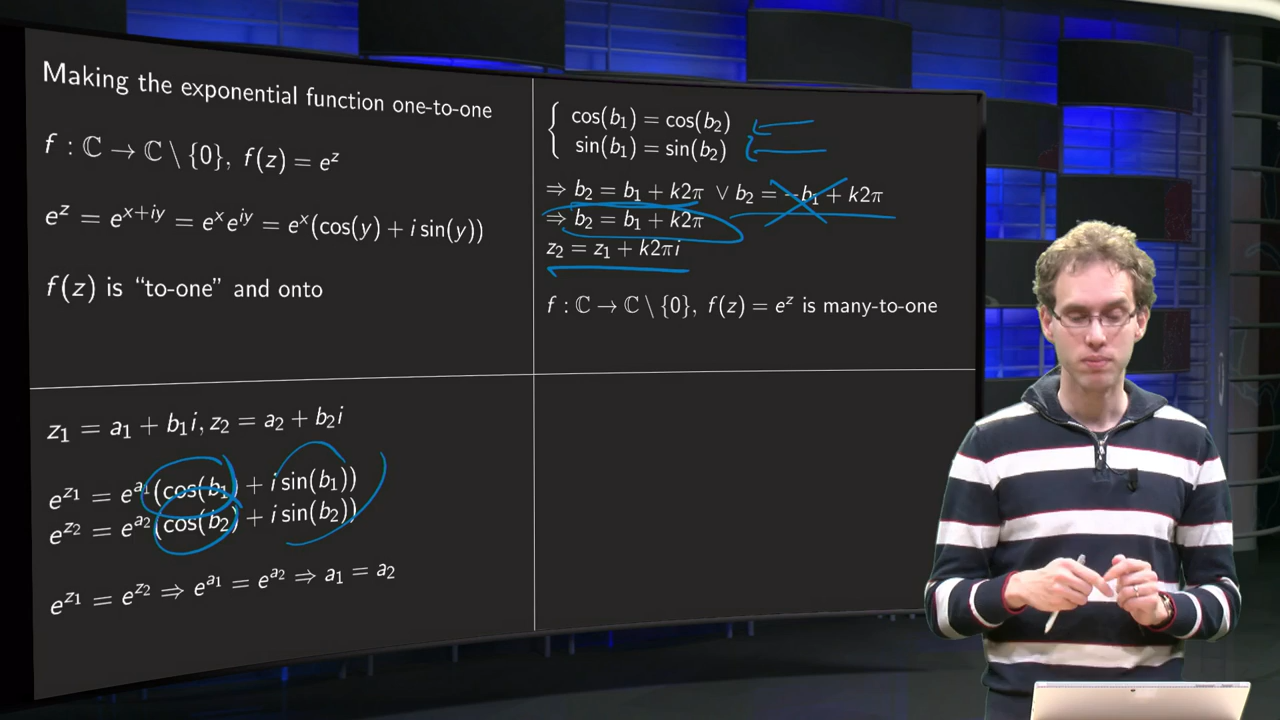 Making the exponential function one-to-one
f : ℂ → ℂ \ {0}, f(z) = e^z
e^z = e^{x+iy} = e^x e^{iy} = e^x(cos(y) + i sin(y))
f(z) is "to-one" and onto
z₁ = a₁ + b₁i, z₂ = a₂ + b₂i
e^{z₁} = e^{a₁}(cos(b₁) + i sin(b₁))
e^{z₂} = e^{a₂}(cos(b₂) + i sin(b₂))
e^{z₁} = e^{z₂} ⇒ e^{a₁} = e^{a₂} ⇒ a₁ = a₂
{ cos(b₁) = cos(b₂)
sin(b₁) = sin(b₂)
⇒ b₂ = b₁ + k2π ∨ b₂ = −b₁ + k2π
⇒ b₂ = b₁ + k2π
z₂ = z₁ + k2πi
f : ℂ → ℂ \ {0}, f(z) = e^z is many-to-one